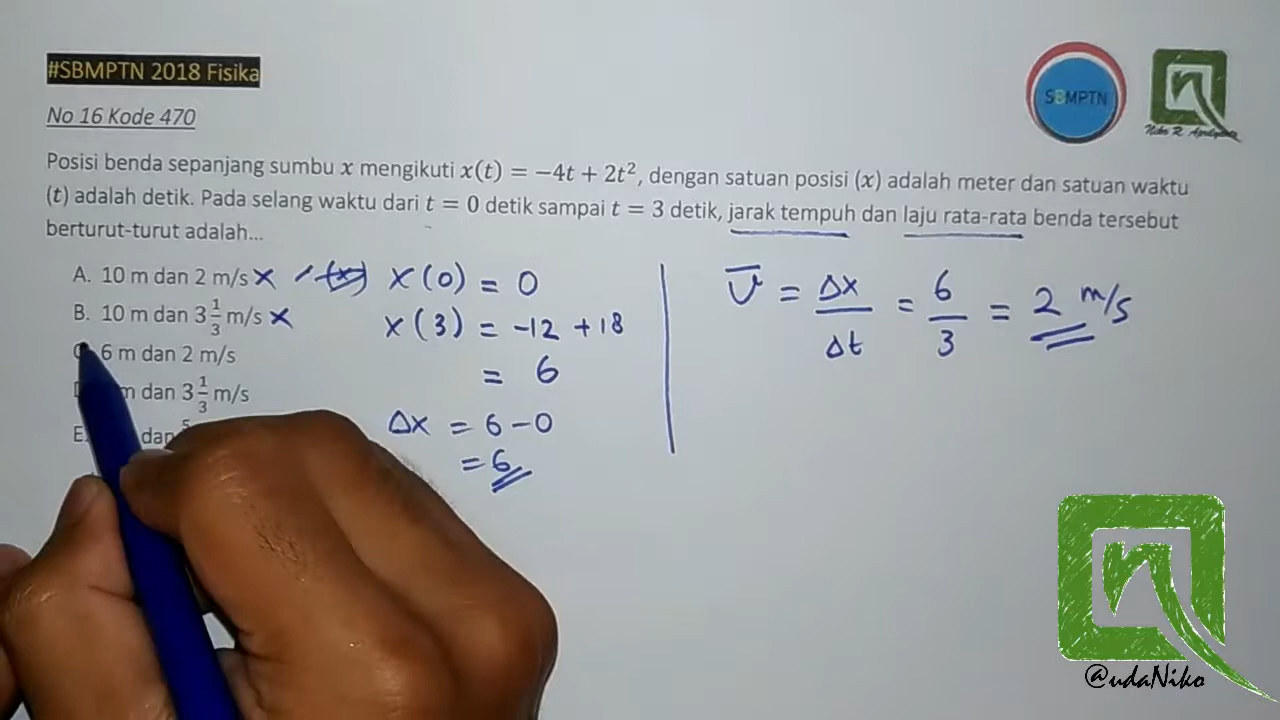 #SBMPTN 2018 Fisika
SBMPTN
No 16 Kode 470
Posisi benda sepanjang sumbu x mengikuti x(t) = −4t + 2t², dengan satuan posisi (x) adalah meter dan satuan waktu
(t) adalah detik. Pada selang waktu dari t = 0 detik sampai t = 3 detik, jarak tempuh dan laju rata-rata benda tersebut
berturut-turut adalah...
A. 10 m dan 2 m/s ×
B. 10 m dan 3 1/3 m/s ×
6 m dan 2 m/s
m dan 3 1/3 m/s
E. dan
x(0) = 0
x(3) = -12 + 18
= 6
Δx = 6 - 0
= 6
v̅ = Δx/Δt = 6/3 = 2 m/s
@udaNiko